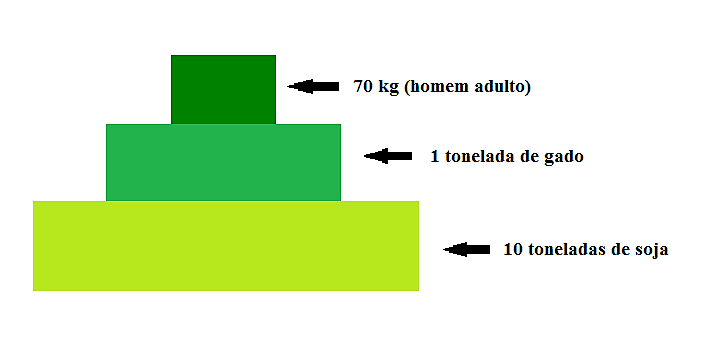 70 kg (homem adulto)
1 tonelada de gado
10 toneladas de soja